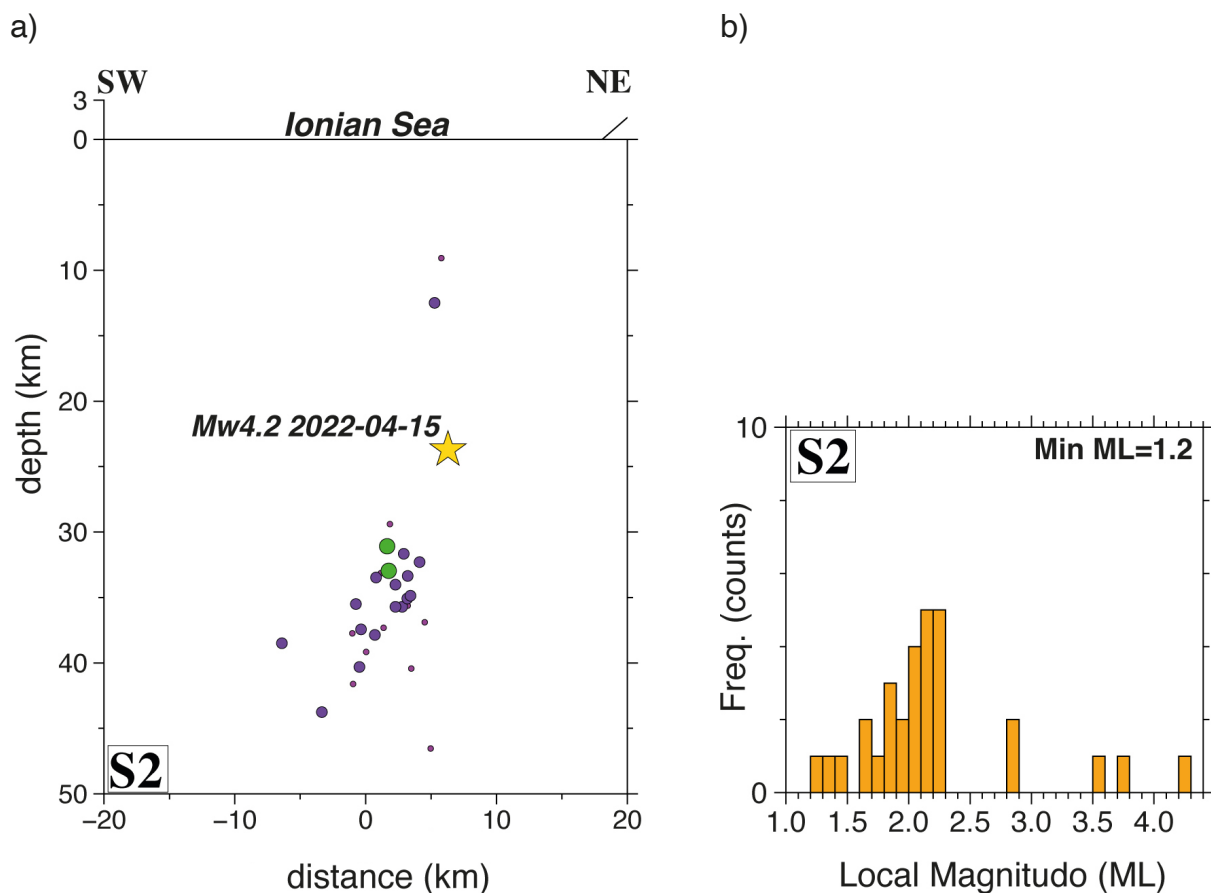 a)
SW
NE
3
Ionian Sea
0
10
20
30
40
50
depth (km)
Mw4.2 2022-04-15
S2
−20
−10
0
10
20
distance (km)
b)
10
S2
Min ML=1.2
Freq. (counts)
0
1.0
1.5
2.0
2.5
3.0
3.5
4.0
Local Magnitudo (ML)